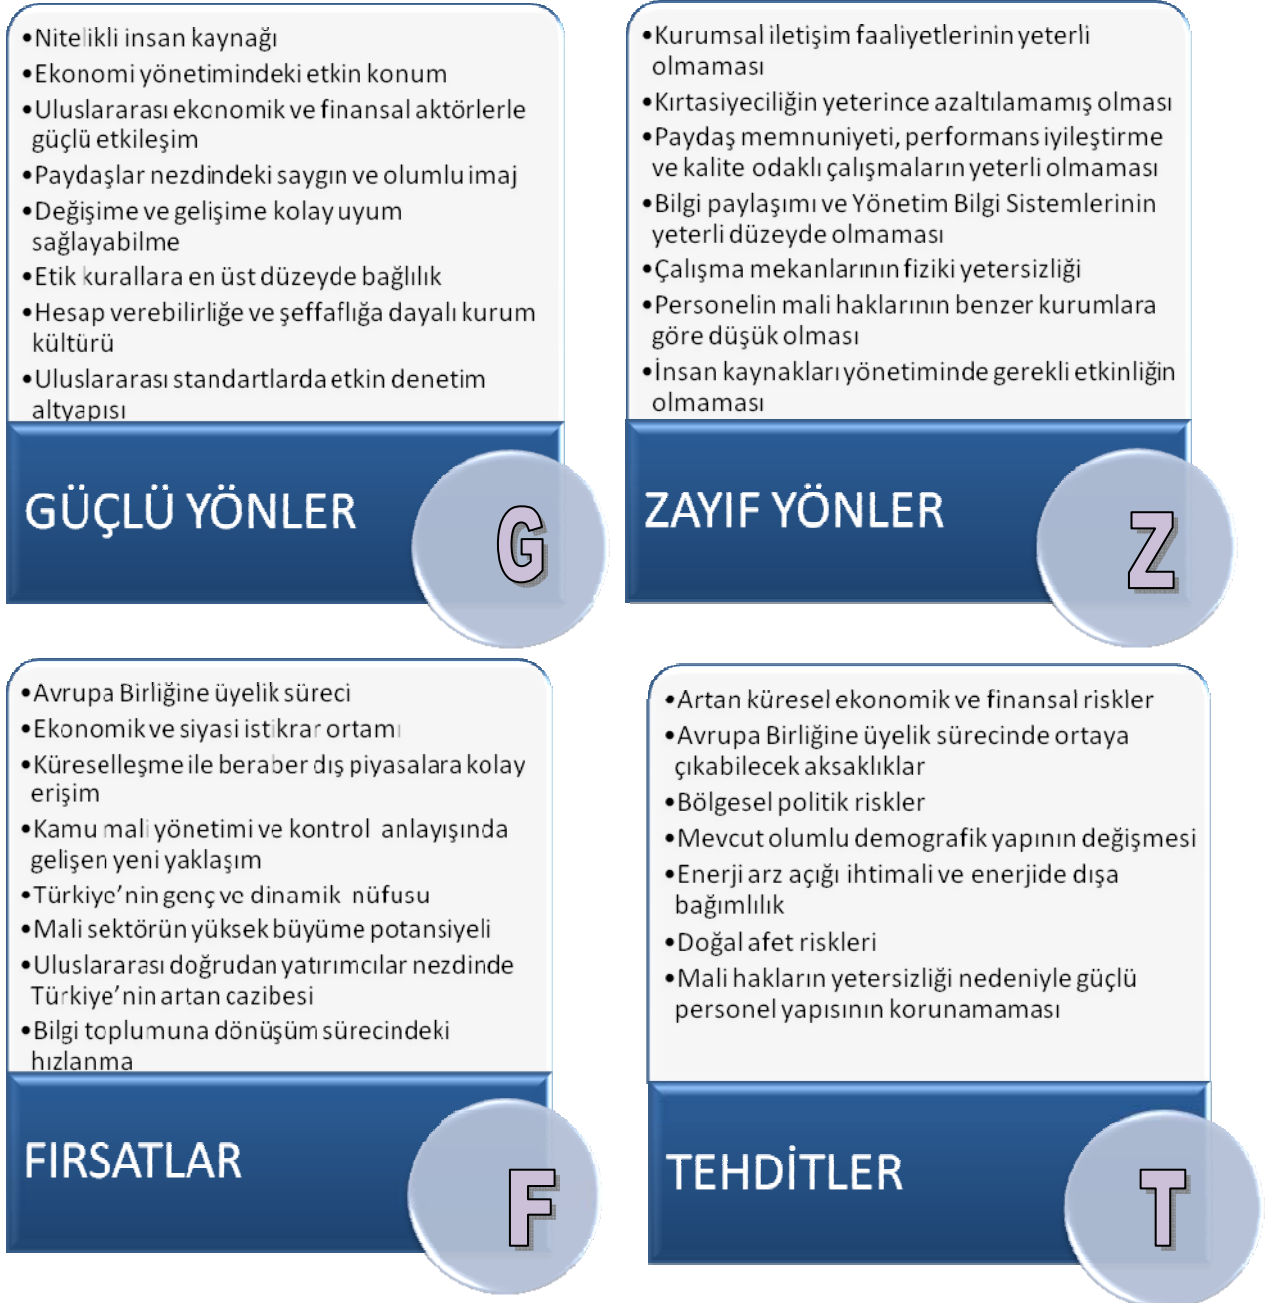 •Nitelikli insan kaynağı
•Ekonomi yönetimindeki etkin konum
•Uluslararası ekonomik ve finansal aktörlerle
güçlü etkileşim
•Paydaşlar nezdindeki saygın ve olumlu imaj
•Değişime ve gelişime kolay uyum
sağlayabilme
•Etik kurallara en üst düzeyde bağlılık
•Hesap verebilirliğe ve şeffaflığa dayalı kurum
kültürü
•Uluslararası standartlarda etkin denetim
altyapısı
GÜÇLÜ YÖNLER
G
•Kurumsal iletişim faaliyetlerinin yeterli
olmaması
•Kırtasiyeciliğin yeterince azaltılamamış olması
•Paydaş memnuniyeti, performans iyileştirme
ve kalite odaklı çalışmaların yeterli olmaması
•Bilgi paylaşımı ve Yönetim Bilgi Sistemlerinin
yeterli düzeyde olmaması
•Çalışma mekanlarının fiziki yetersizliği
•Personelin mali haklarının benzer kurumlara
göre düşük olması
•İnsan kaynakları yönetiminde gerekli etkinliğin
olmaması
ZAYIF YÖNLER
Z
•Avrupa Birliğine üyelik süreci
•Ekonomik ve siyasi istikrar ortamı
•Küreselleşme ile beraber dış piyasalara kolay
erişim
•Kamu mali yönetimi ve kontrol anlayışında
gelişen yeni yaklaşım
•Türkiye’nin genç ve dinamik nüfusu
•Mali sektörün yüksek büyüme potansiyeli
•Uluslararası doğrudan yatırımcılar nezdinde
Türkiye’nin artan cazibesi
•Bilgi toplumuna dönüşüm sürecindeki
hızlanma
FIRSATLAR
F
•Artan küresel ekonomik ve finansal riskler
•Avrupa Birliğine üyelik sürecinde ortaya
çıkabilecek aksaklıklar
•Bölgesel politik riskler
•Mevcut olumlu demografik yapının değişmesi
•Enerji arz açığı ihtimali ve enerjide dışa
bağımlılık
•Doğal afet riskleri
•Mali hakların yetersizliği nedeniyle güçlü
personel yapısının korunamaması
TEHDİTLER
T